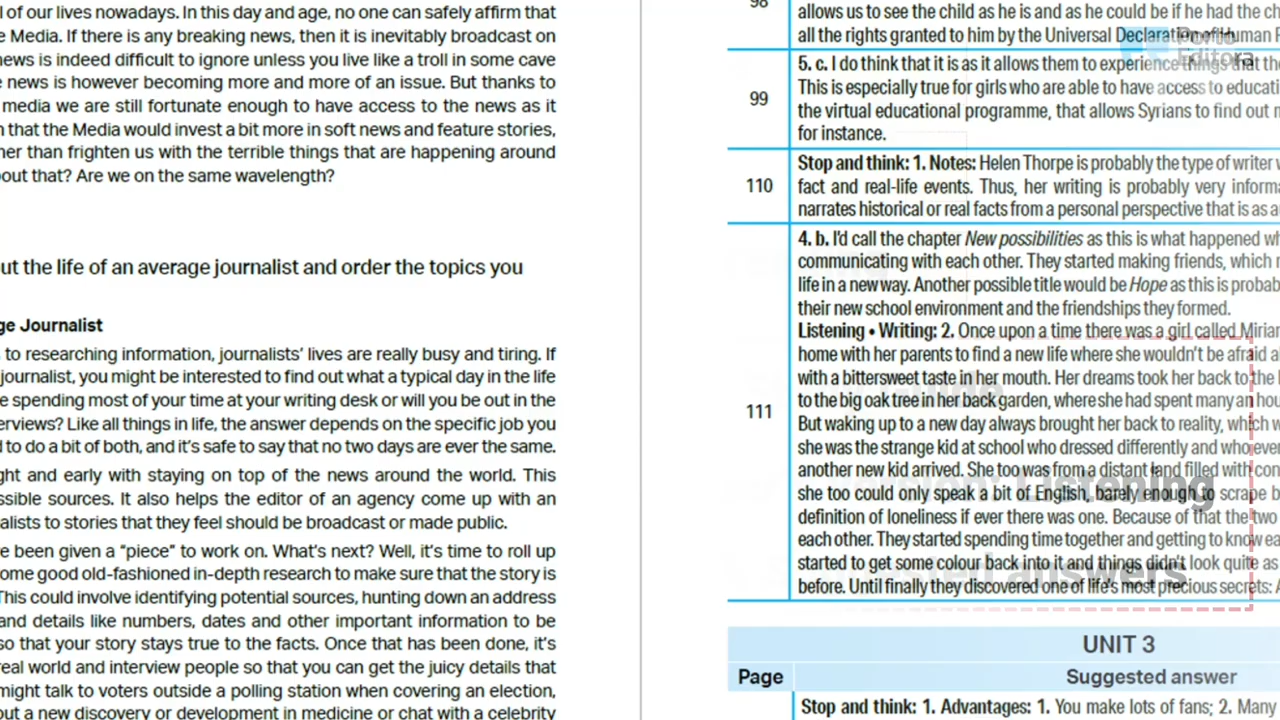 l of our lives nowadays. In this day and age, no one can safely affirm that
e Media. If there is any breaking news, then it is inevitably broadcast on
news is indeed difficult to ignore unless you live like a troll in some cave
e news is however becoming more and more of an issue. But thanks to
media we are still fortunate enough to have access to the news as it
n that the Media would invest a bit more in soft news and feature stories,
her than frighten us with the terrible things that are happening around
bout that? Are we on the same wavelength?
ut the life of an average journalist and order the topics you
ge Journalist
to researching information, journalists' lives are really busy and tiring. If
journalist, you might be interested to find out what a typical day in the life
e spending most of your time at your writing desk or will you be out in the
erviews? Like all things in life, the answer depends on the specific job you
d to do a bit of both, and it's safe to say that no two days are ever the same.
ght and early with staying on top of the news around the world. This
ssible sources. It also helps the editor of an agency come up with an
alists to stories that they feel should be broadcast or made public.
e been given a "piece" to work on. What's next? Well, it's time to roll up
ome good old-fashioned in-depth research to make sure that the story is
This could involve identifying potential sources, hunting down an address
and details like numbers, dates and other important information to be
so that your story stays true to the facts. Once that has been done, it's
real world and interview people so that you can get the juicy details that
might talk to voters outside a polling station when covering an election,
out a new discovery or development in medicine or chat with a celebrity
98
allows us to see the child as he is and as he could be if he had the ch
all the rights granted to him by the Universal Declaration of Human
Porto
Editora
99
5. c. I do think that it is as it allows them to experience things that the
This is especially true for girls who are able to have access to educati
the virtual educational programme, that allows Syrians to find out m
for instance.
110
Stop and think: 1. Notes: Helen Thorpe is probably the type of writer
fact and real-life events. Thus, her writing is probably very informa
narrates historical or real facts from a personal perspective that is as a
111
4. b. I'd call the chapter New possibilities as this is what happened wh
communicating with each other. They started making friends, which
life in a new way. Another possible title would be Hope as this is probab
their new school environment and the friendships they formed.
Listening • Writing: 2. Once upon a time there was a girl called Miriam
home with her parents to find a new life where she wouldn't be afraid a
with a bittersweet taste in her mouth. Her dreams took her back to the
to the big oak tree in her back garden, where she had spent many an hou
But waking up to a new day always brought her back to reality, which w
she was the strange kid at school who dressed differently and who ever
another new kid arrived. She too was from a distant land filled with con
she too could only speak a bit of English, barely enough to scrape b
definition of loneliness if ever there was one. Because of that the two
each other. They started spending time together and getting to know ea
started to get some colour back into it and things didn't look quite as
before. Until finally they discovered one of life's most precious secrets: A
Listening
answers
UNIT 3
Page Suggested answer
Stop and think: 1. Advantages: 1. You make lots of fans; 2. Many